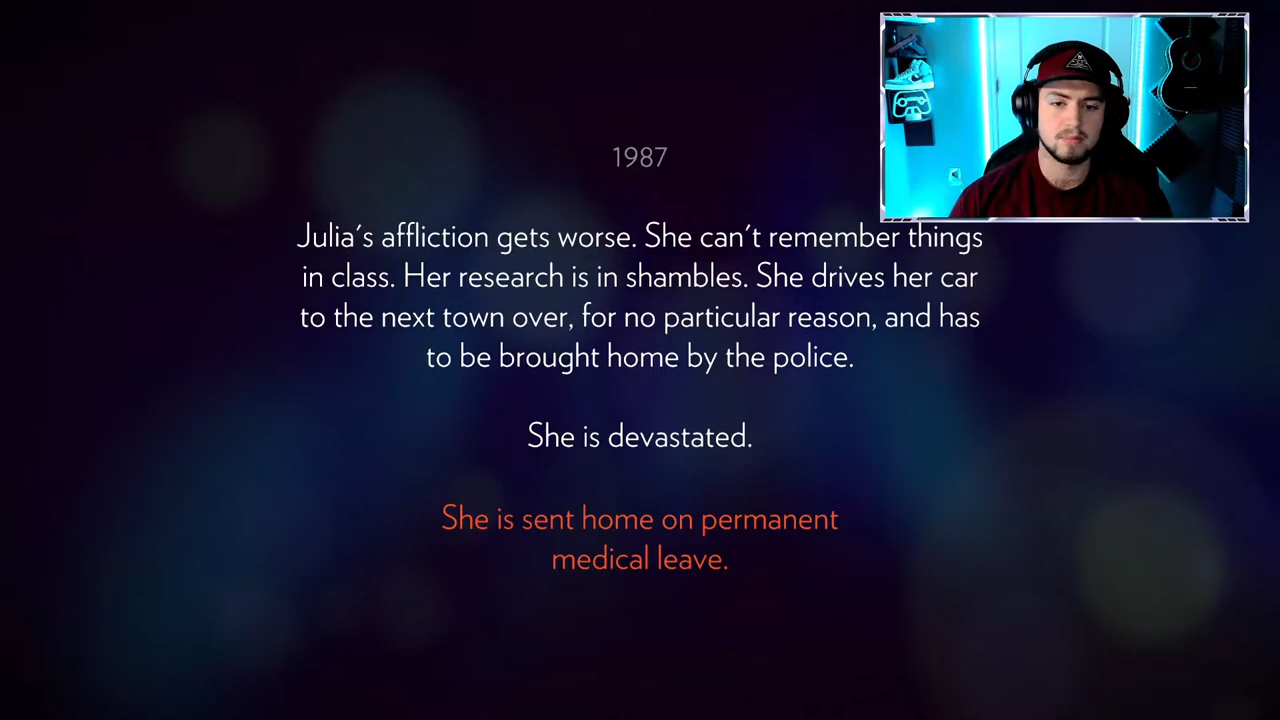 1987
Julia's affliction gets worse. She can't remember things
in class. Her research is in shambles. She drives her car
to the next town over, for no particular reason, and has
to be brought home by the police.
She is devastated.
She is sent home on permanent
medical leave.